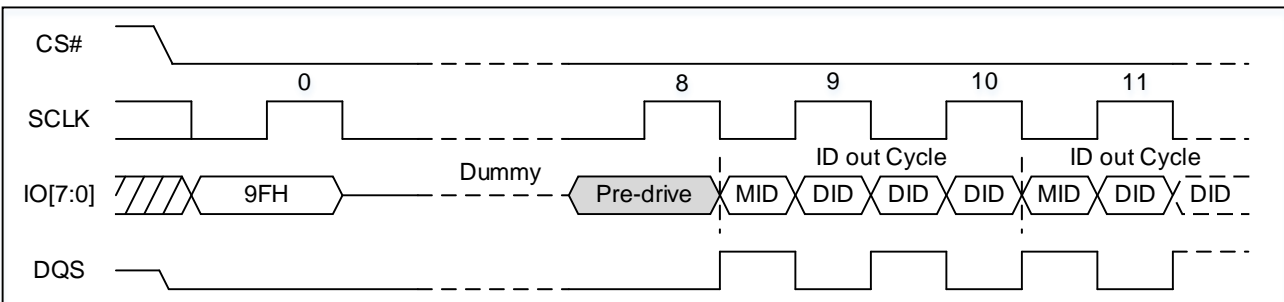 CS#
0 8 9 10 11
SCLK
ID out Cycle ID out Cycle
Dummy
IO[7:0] 9FH Pre-drive MID DID DID DID MID DID DID
DQS